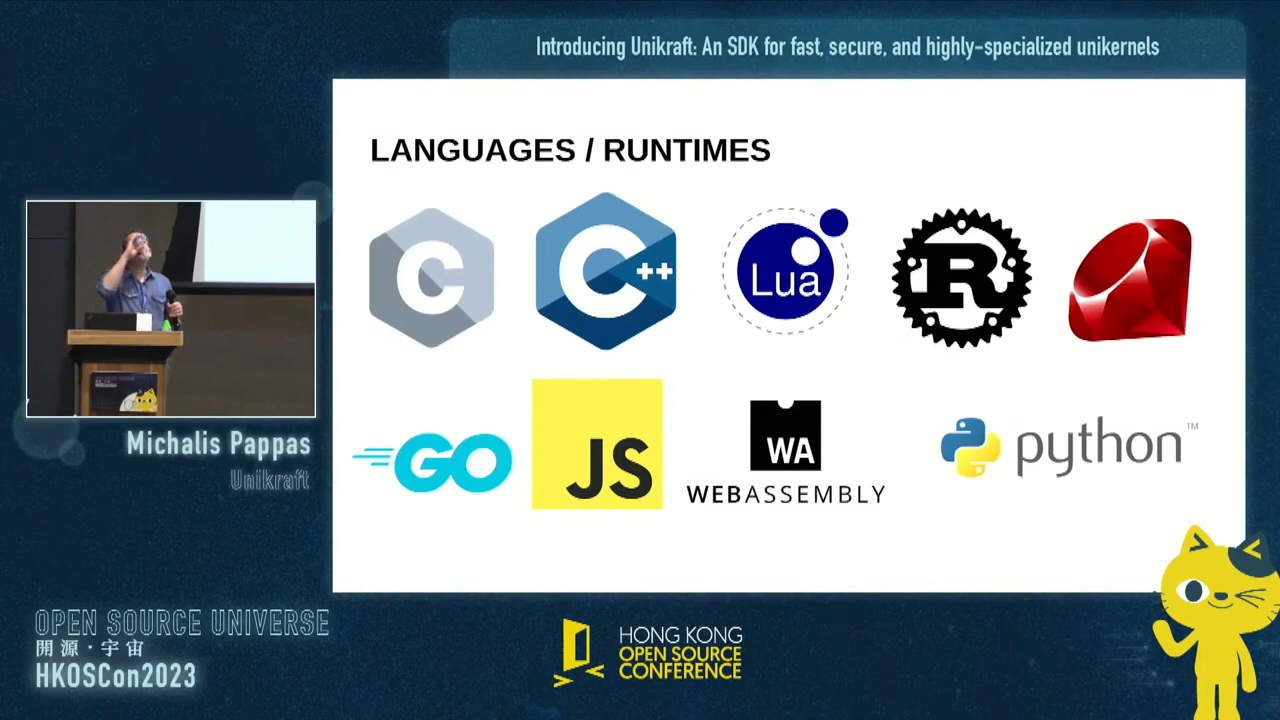 Introducing Unikraft: An SDK for fast, secure, and highly-specialized unikernels
LANGUAGES / RUNTIMES
C
C++
Lua
R
GO
JS
WA
WEBASSEMBLY
python™
Michalis Pappas
Unikraft
OPEN SOURCE UNIVERSE
開源·宇宙
HKOSCon2023
HONG KONG
OPEN SOURCE
CONFERENCE